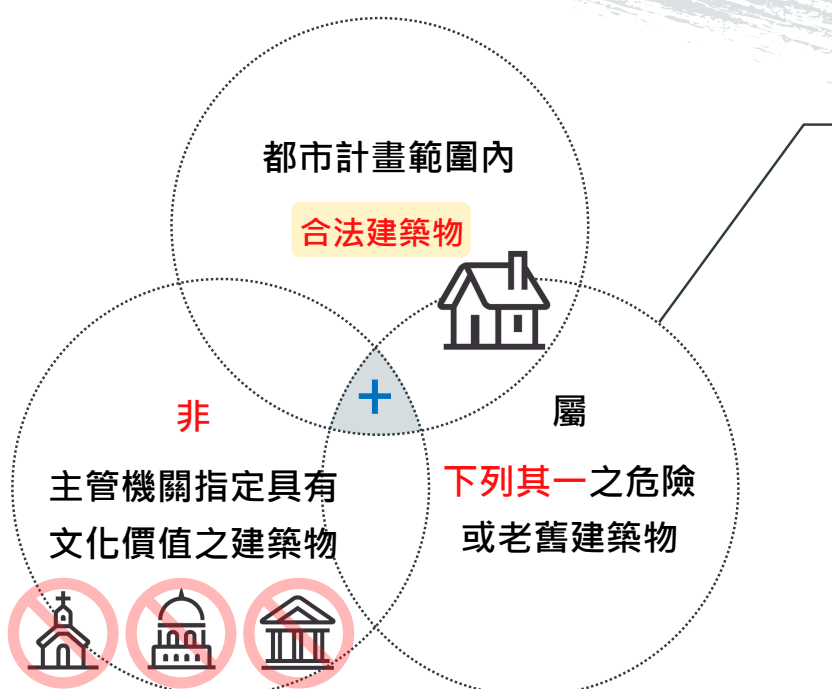 都市計畫範圍內
合法建築物
非
主管機關指定具有
文化價值之建築物
屬
下列其一之危險
或老舊建築物